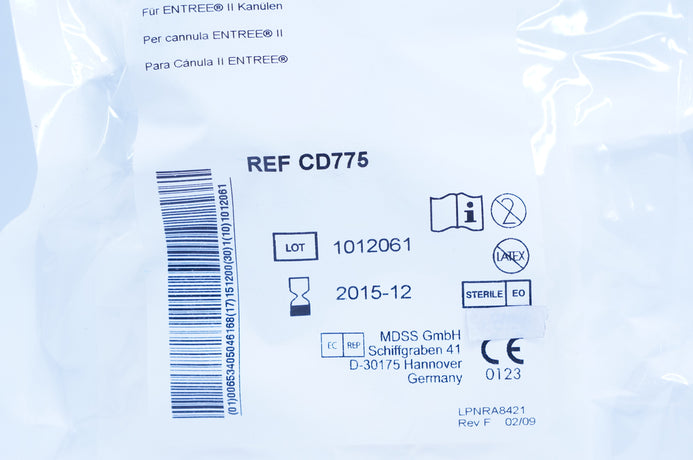 Für ENTREE® II Kanülen
Per cannula ENTREE® II
Para Cánula II ENTREE®
REF CD775
(01)00653405046168(17)151200(30)1(10)1012061
LOT 1012061
2
LATEX
2015-12
STERILE EO
EC REP
MDSS GmbH
Schiffgraben 41
D-30175 Hannover
Germany
CE
0123
LPNRA8421
Rev F 02/09